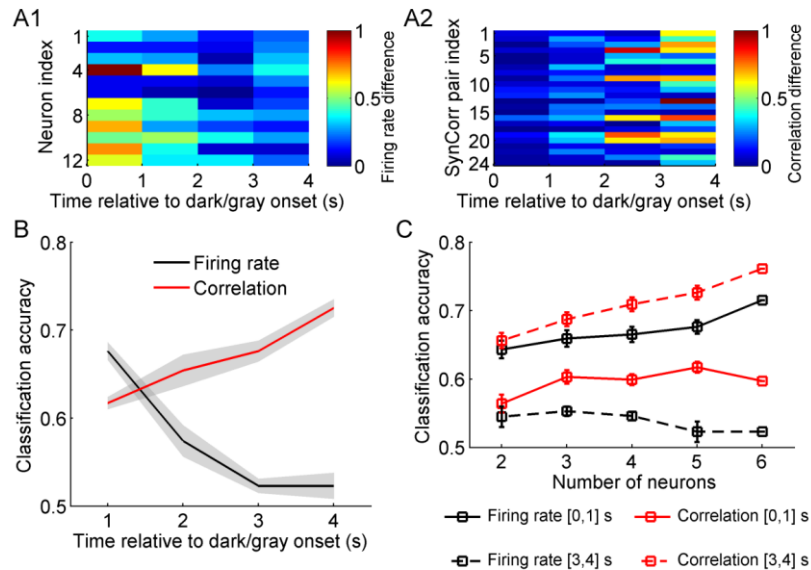 A1
Neuron index
1
4
8
12
0 1 2 3 4
Time relative to dark/gray onset (s)
1
0.5
0
Firing rate difference
A2
SynCorr pair index
1
5
10
15
20
24
0 1 2 3 4
Time relative to dark/gray onset (s)
1
0.5
0
Correlation difference
B
Classification accuracy
0.8
0.7
0.6
0.5
Firing rate
Correlation
1 2 3 4
Time relative to dark/gray onset (s)
C
Classification accuracy
0.8
0.7
0.6
0.5
2 3 4 5 6
Number of neurons
Firing rate [0,1] s
Correlation [0,1] s
Firing rate [3,4] s
Correlation [3,4] s